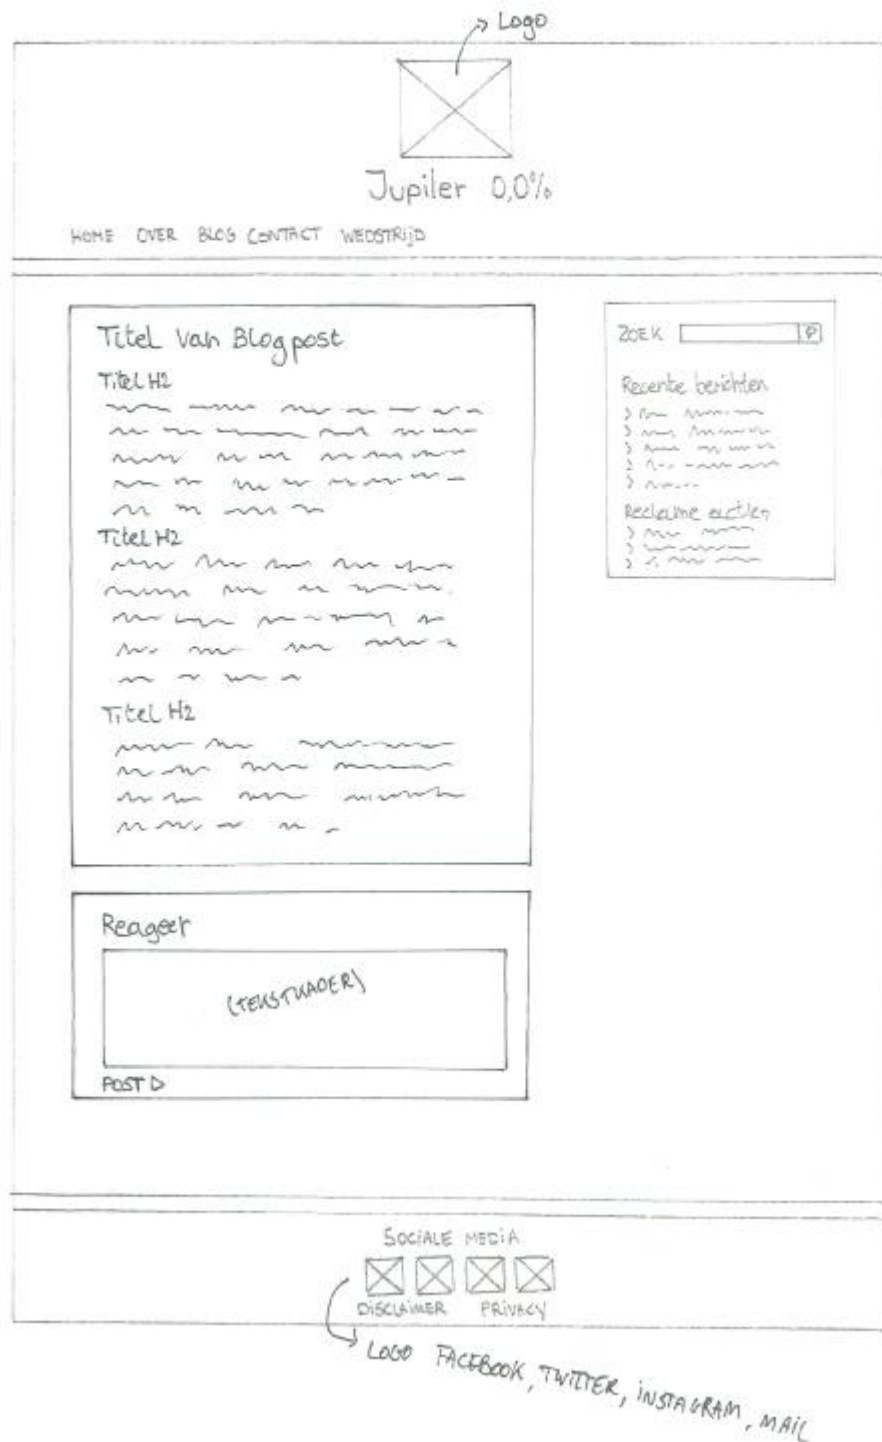 Logo
Jupiler 0,0%
HOME OVER BLOG CONTACT WEDSTRIJD
Titel van Blogpost
Titel H2
Titel H2
Titel H2
ZOEK
Recente berichten
Reclame acties
Reageer
(TEKSTKADER)
POST
SOCIALE MEDIA
DISCLAIMER PRIVACY
LOGO FACEBOOK, TWITTER, INSTAGRAM, MAIL